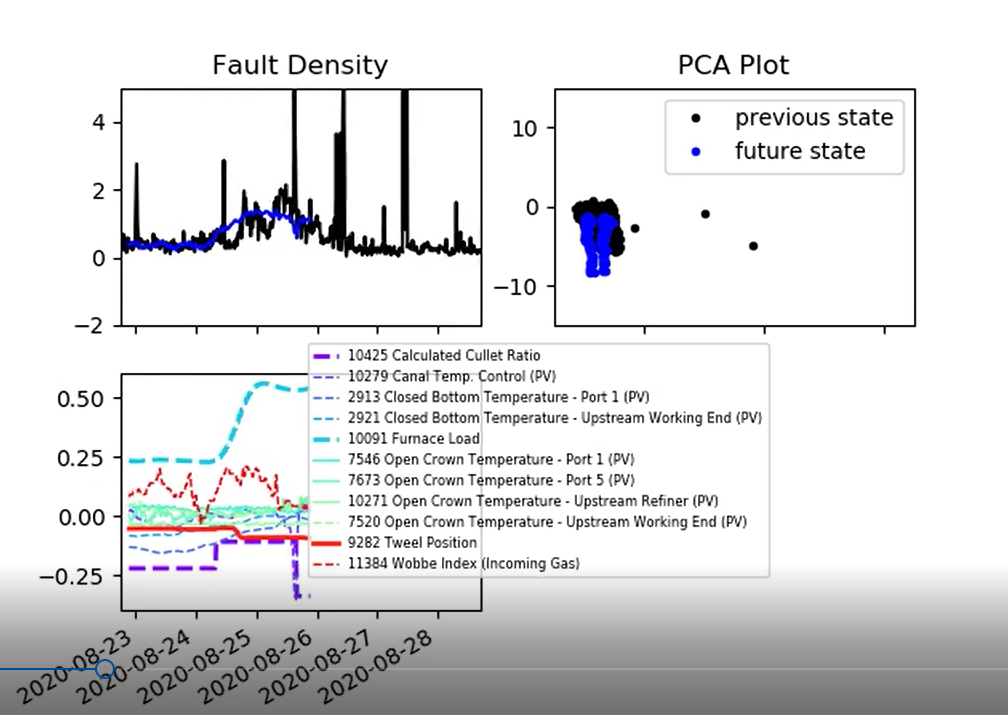 Fault Density
4
2
0
−2
PCA Plot
previous state
future state
10
0
−10
10425 Calculated Cullet Ratio
10279 Canal Temp. Control (PV)
2913 Closed Bottom Temperature - Port 1 (PV)
2921 Closed Bottom Temperature - Upstream Working End (PV)
10091 Furnace Load
7546 Open Crown Temperature - Port 1 (PV)
7673 Open Crown Temperature - Port 5 (PV)
10271 Open Crown Temperature - Upstream Refiner (PV)
7520 Open Crown Temperature - Upstream Working End (PV)
9282 Tweel Position
11384 Wobbe Index (Incoming Gas)
0.50
0.25
0.00
−0.25
2020-08-23
2020-08-24
2020-08-25
2020-08-26
2020-08-27
2020-08-28